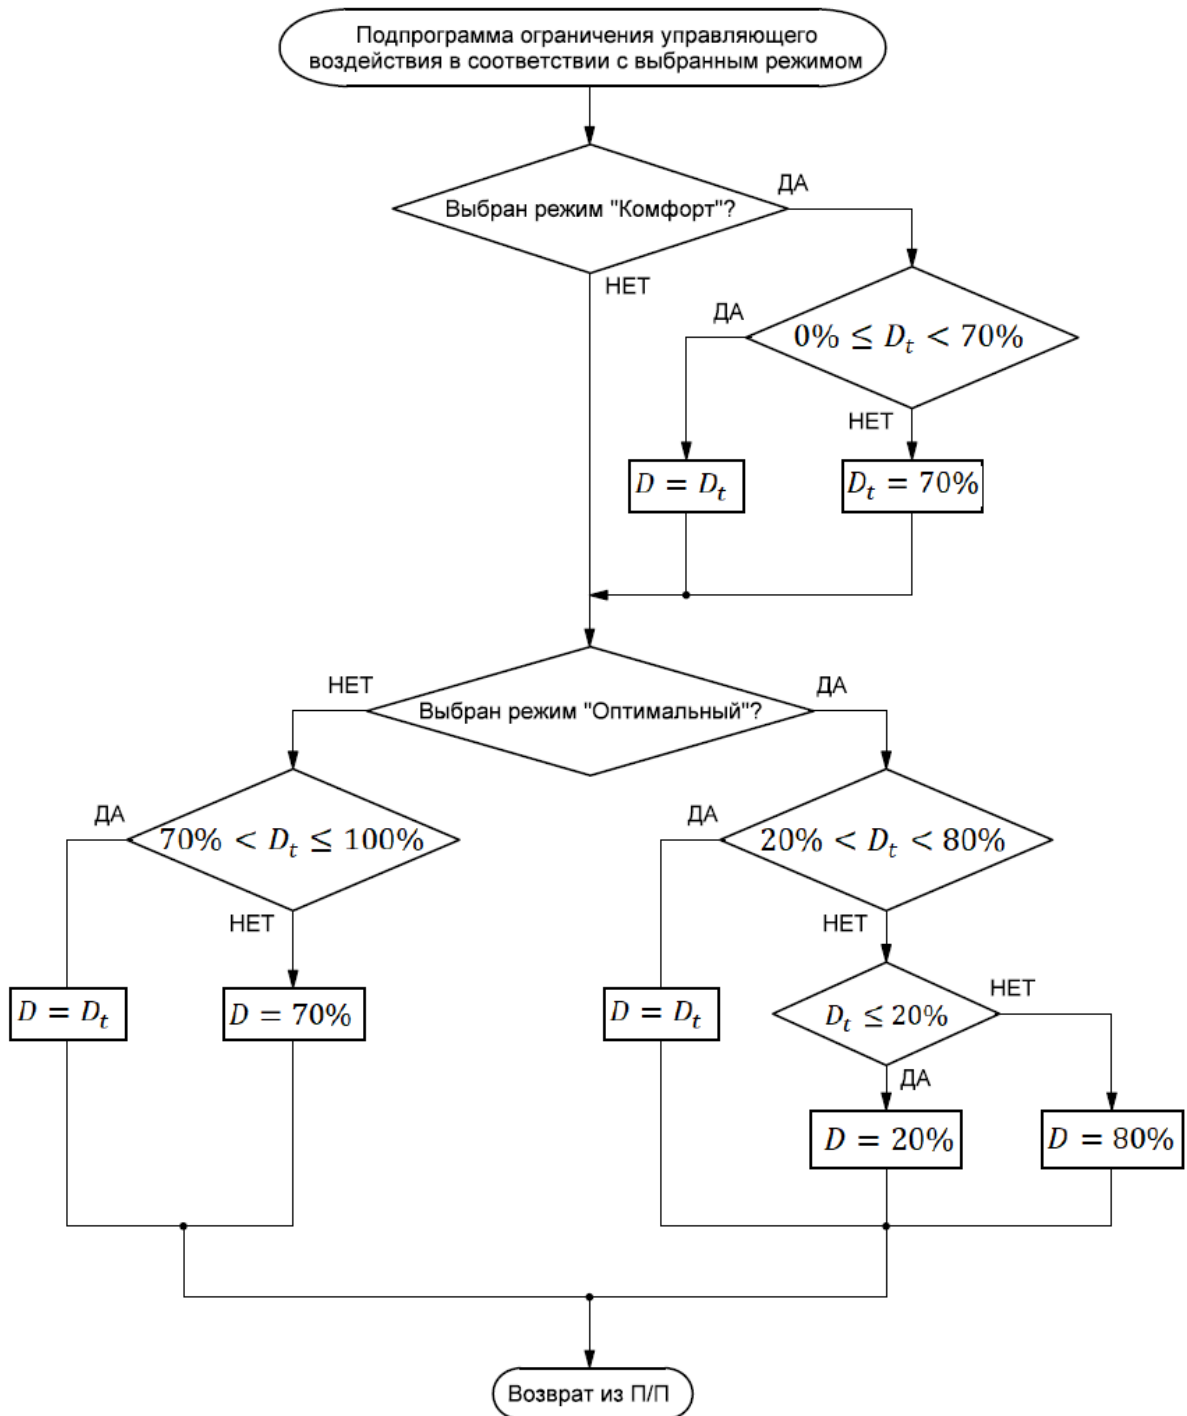 Подпрограмма ограничения управляющего
воздействия в соответствии с выбранным режимом
Выбран режим "Комфорт"?
ДА
НЕТ
0% ≤ D_t < 70%
ДА
НЕТ
D = D_t
D_t = 70%
Выбран режим "Оптимальный"?
НЕТ
ДА
70% < D_t ≤ 100%
ДА
НЕТ
D = D_t
D = 70%
20% < D_t < 80%
ДА
НЕТ
D = D_t
D_t ≤ 20%
НЕТ
ДА
D = 20%
D = 80%
Возврат из П/П